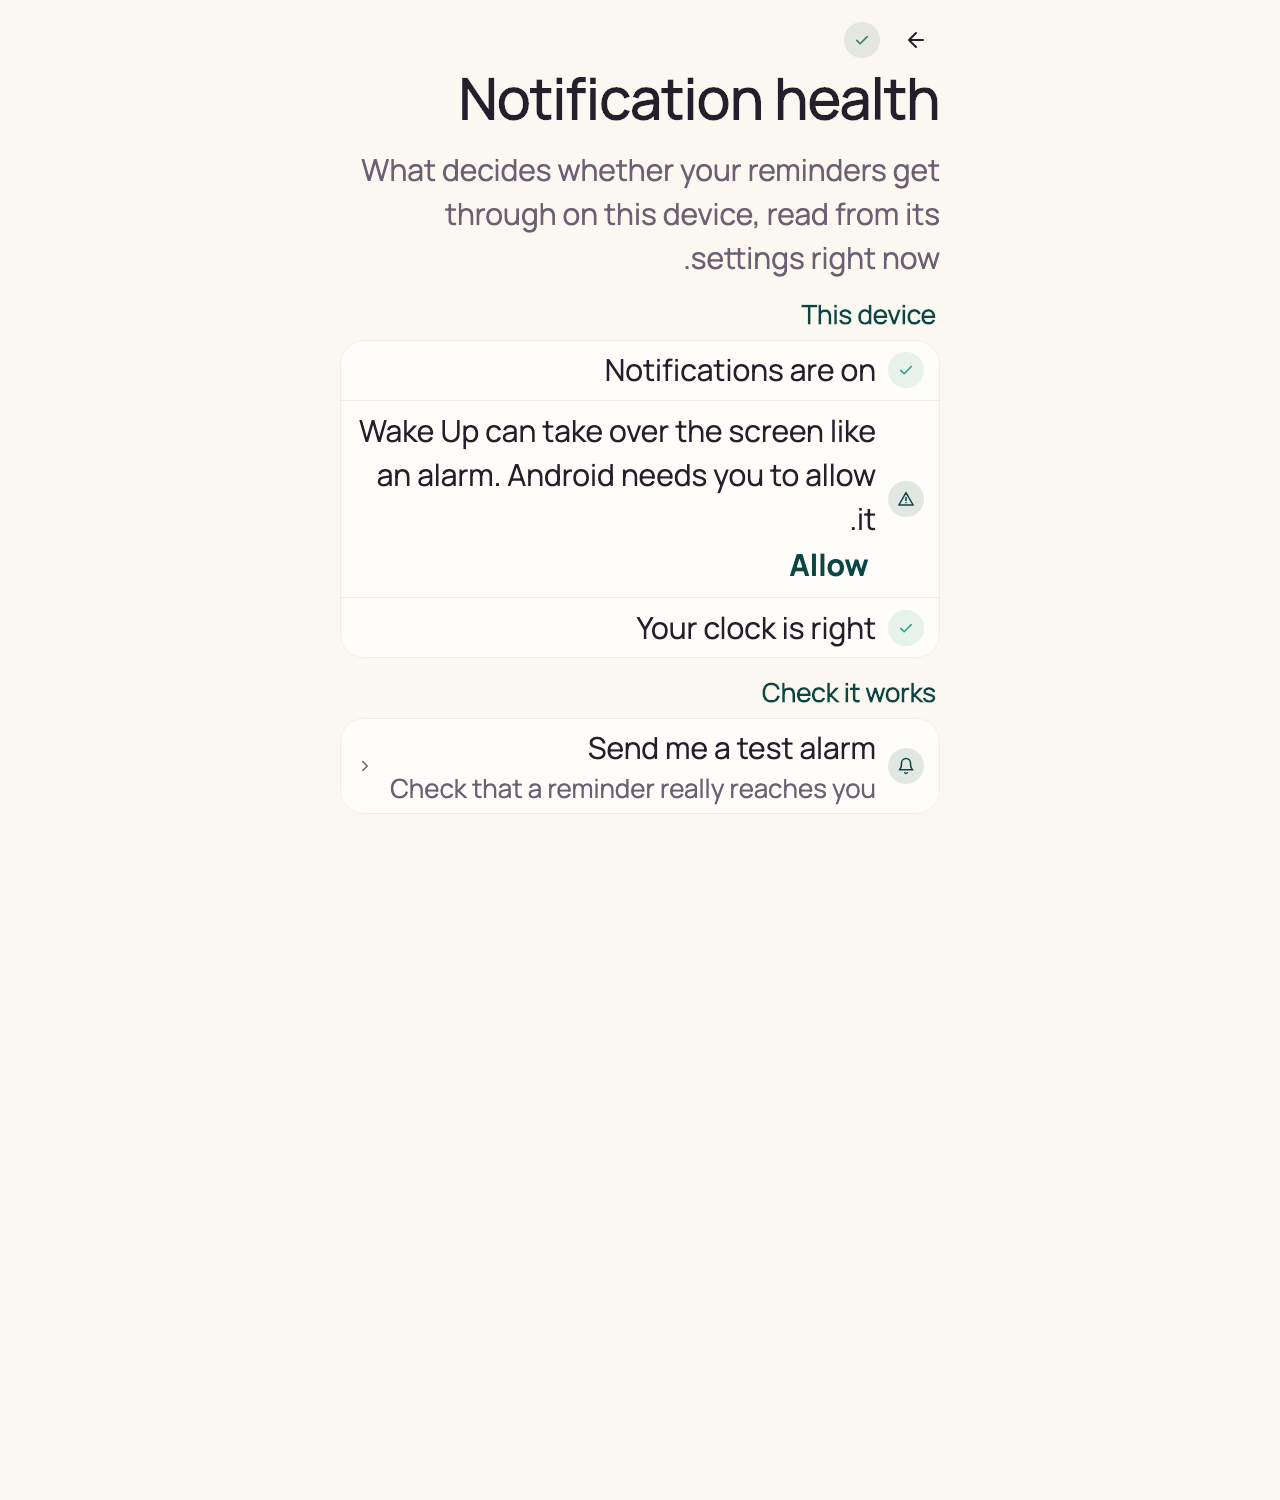 Notification health
What decides whether your reminders get
through on this device, read from its
.settings right now
This device
Notifications are on
Wake Up can take over the screen like
an alarm. Android needs you to allow
.it
Allow
Your clock is right
Check it works
Send me a test alarm
Check that a reminder really reaches you